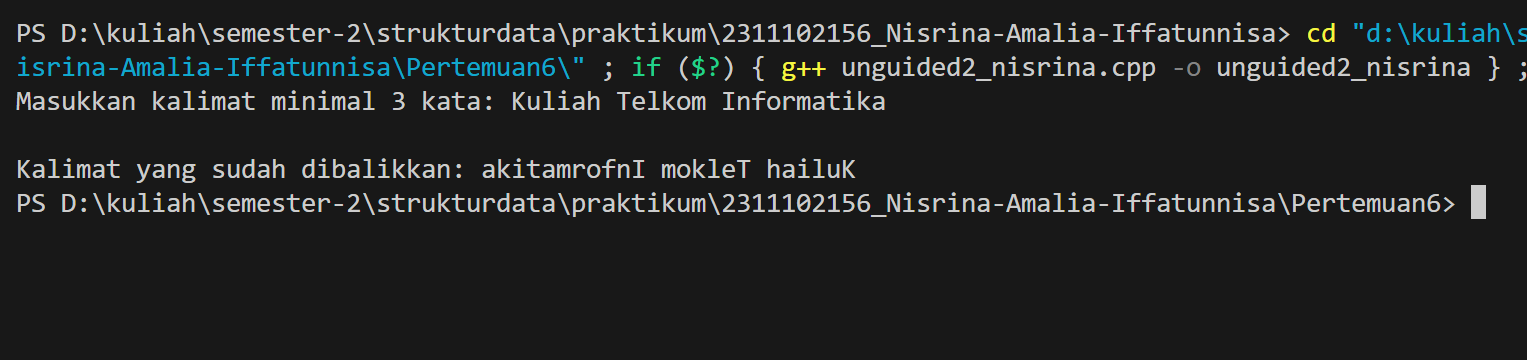 PS D:\kuliah\semester-2\strukturdata\praktikum\2311102156_Nisrina-Amalia-Iffatunnisa> cd "d:\kuliah\s
isrina-Amalia-Iffatunnisa\Pertemuan6\" ; if ($?) { g++ unguided2_nisrina.cpp -o unguided2_nisrina } ;
Masukkan kalimat minimal 3 kata: Kuliah Telkom Informatika
Kalimat yang sudah dibalikkan: akitamrofnI mokleT hailuK
PS D:\kuliah\semester-2\strukturdata\praktikum\2311102156_Nisrina-Amalia-Iffatunnisa\Pertemuan6>